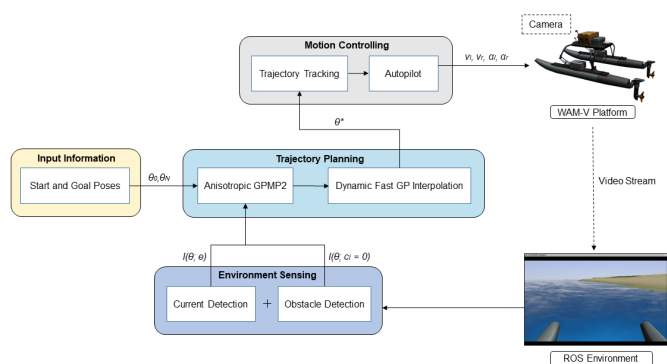 Motion Controlling
Trajectory Tracking
Autopilot
vl, vr, αl, αr
Camera
WAM-V Platform
θ*
Input Information
Start and Goal Poses
θ0,θN
Trajectory Planning
Anisotropic GPMP2
Dynamic Fast GP Interpolation
Video Stream
l(θ; e)
l(θ; ci = 0)
Environment Sensing
Current Detection
+
Obstacle Detection
ROS Environment